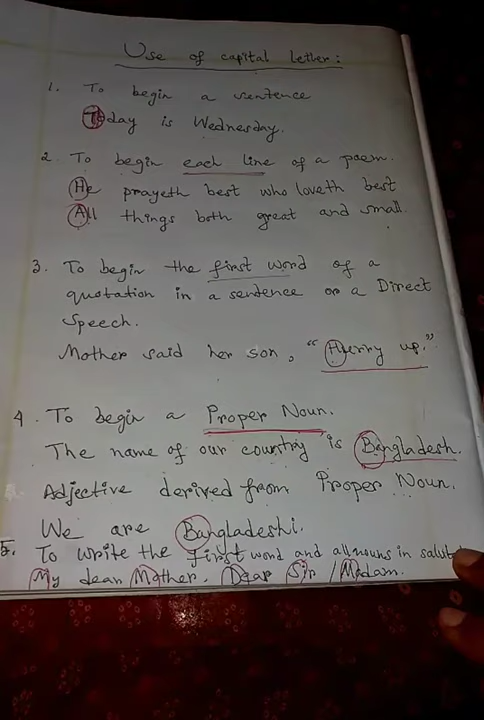 Use of capital letter:
1. To begin a sentence
Today is Wednesday.
2. To begin each line of a poem.
He prayeth best who loveth best
All things both great and small.
3. To begin the first word of a
quotation in a sentence or a Direct
Speech.
Mother said her son, "Hurry up."
4. To begin a Proper Noun.
The name of our country is Bangladesh.
Adjective derived from Proper Noun.
We are Bangladeshi.
5. To write the first word and all nouns in
My dear Mother, Dear Sir / Madam.